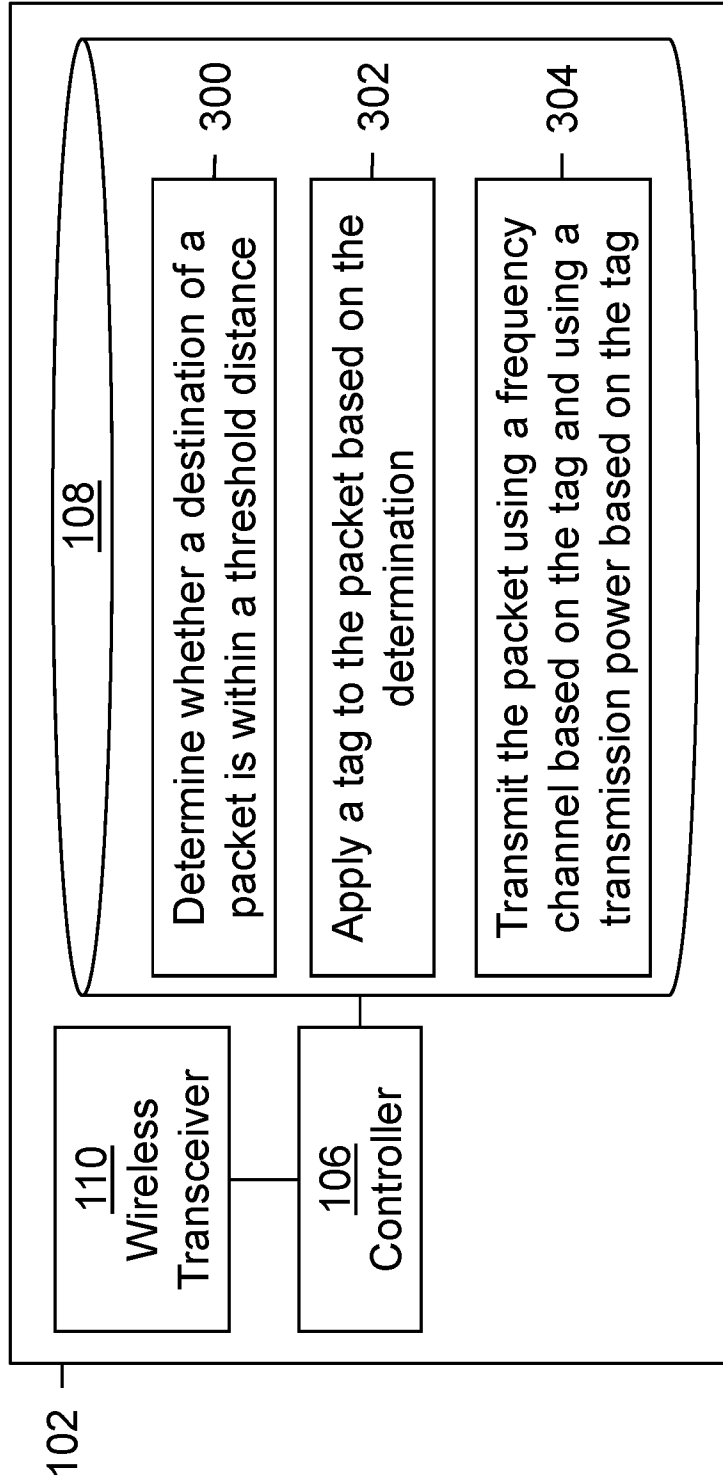 102
110
Wireless
Transceiver
106
Controller
108
Determine whether a destination of a
packet is within a threshold distance
300
Apply a tag to the packet based on the
determination
302
Transmit the packet using a frequency
channel based on the tag and using a
transmission power based on the tag
304